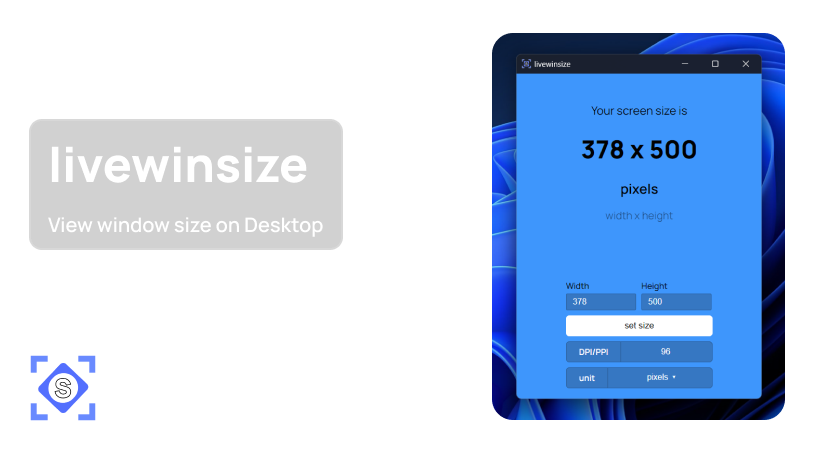 livewinsize
View window size on Desktop
S
livewinsize
Your screen size is
378 x 500
pixels
width x height
Width Height
378 500
set size
DPI/PPI 96
unit pixels